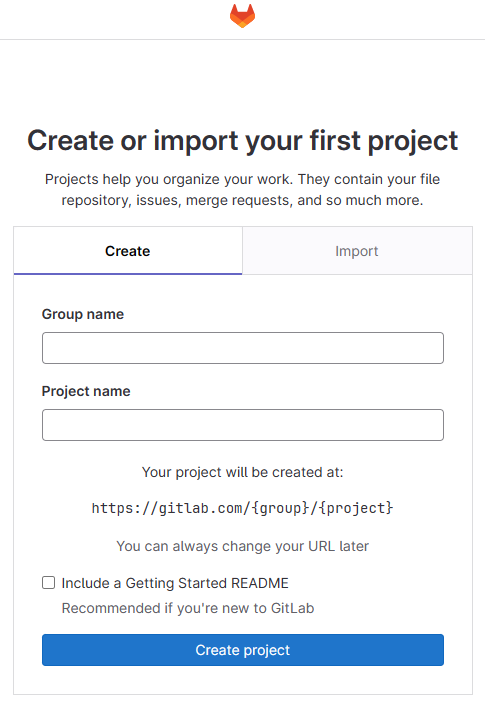 Create or import your first project
Projects help you organize your work. They contain your file
repository, issues, merge requests, and so much more.
Create
Import
Group name
Project name
Your project will be created at:
https://gitlab.com/{group}/{project}
You can always change your URL later
Include a Getting Started README
Recommended if you're new to GitLab
Create project